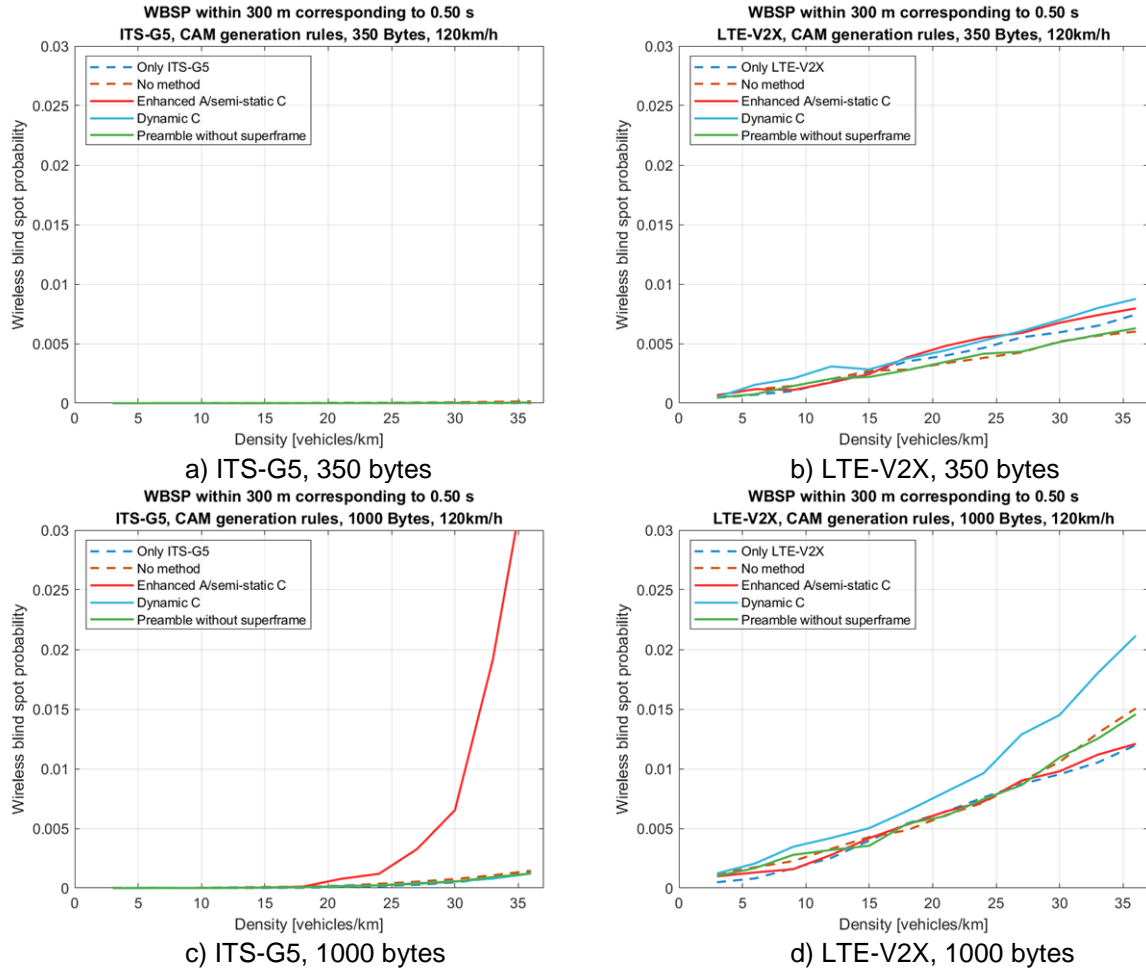 WBSP within 300 m corresponding to 0.50 s
ITS-G5, CAM generation rules, 350 Bytes, 120km/h
0.03
0.025
0.02
0.015
0.01
0.005
0
Wireless blind spot probability
Only ITS-G5
No method
Enhanced A/semi-static C
Dynamic C
Preamble without superframe
0 5 10 15 20 25 30 35
Density [vehicles/km]
a) ITS-G5, 350 bytes
WBSP within 300 m corresponding to 0.50 s
LTE-V2X, CAM generation rules, 350 Bytes, 120km/h
0.03
0.025
0.02
0.015
0.01
0.005
0
Wireless blind spot probability
Only LTE-V2X
No method
Enhanced A/semi-static C
Dynamic C
Preamble without superframe
0 5 10 15 20 25 30 35
Density [vehicles/km]
b) LTE-V2X, 350 bytes
WBSP within 300 m corresponding to 0.50 s
ITS-G5, CAM generation rules, 1000 Bytes, 120km/h
0.03
0.025
0.02
0.015
0.01
0.005
0
Wireless blind spot probability
Only ITS-G5
No method
Enhanced A/semi-static C
Dynamic C
Preamble without superframe
0 5 10 15 20 25 30 35
Density [vehicles/km]
c) ITS-G5, 1000 bytes
WBSP within 300 m corresponding to 0.50 s
LTE-V2X, CAM generation rules, 1000 Bytes, 120km/h
0.03
0.025
0.02
0.015
0.01
0.005
0
Wireless blind spot probability
Only LTE-V2X
No method
Enhanced A/semi-static C
Dynamic C
Preamble without superframe
0 5 10 15 20 25 30 35
Density [vehicles/km]
d) LTE-V2X, 1000 bytes